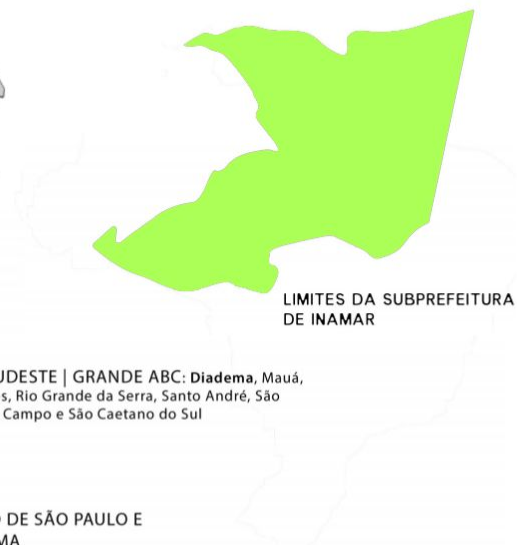 LIMITES DA SUBPREFEITURA
DE INAMAR
UDESTE | GRANDE ABC: Diadema, Mauá,
s, Rio Grande da Serra, Santo André, São
Campo e São Caetano do Sul
DE SÃO PAULO E
MA